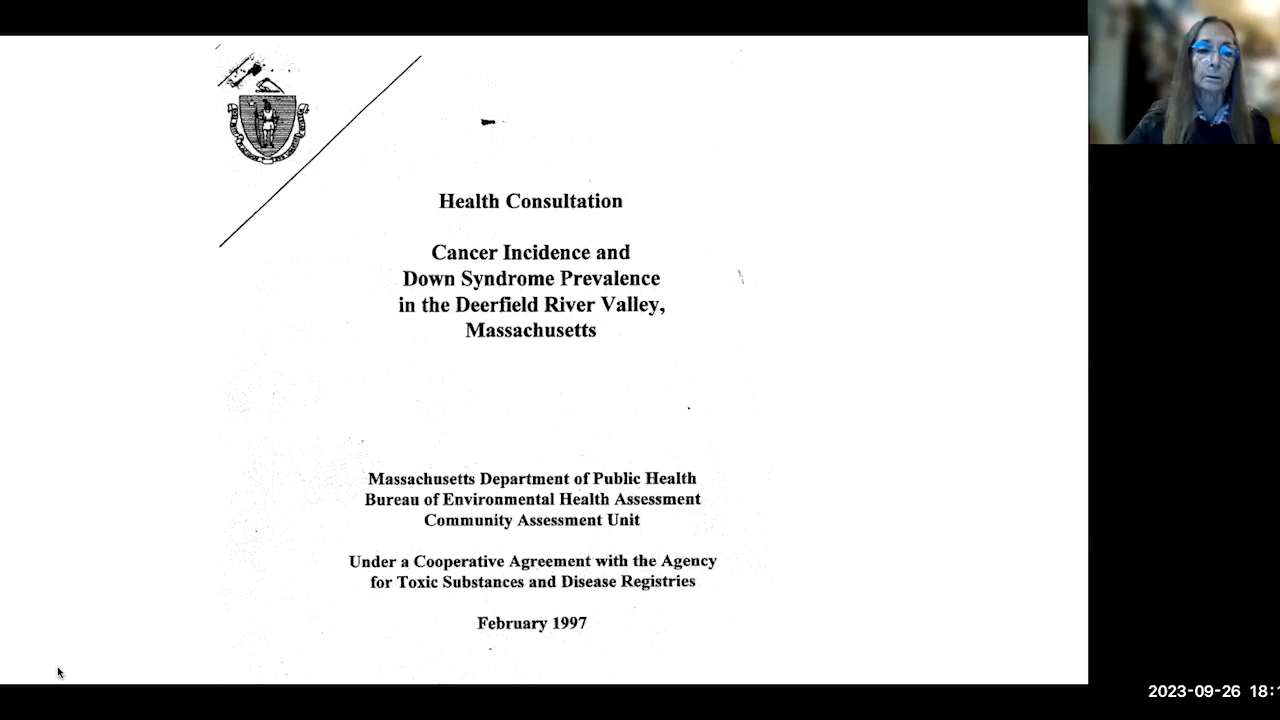 Health Consultation
Cancer Incidence and
Down Syndrome Prevalence
in the Deerfield River Valley,
Massachusetts
Massachusetts Department of Public Health
Bureau of Environmental Health Assessment
Community Assessment Unit
Under a Cooperative Agreement with the Agency
for Toxic Substances and Disease Registries
February 1997
2023-09-26 18:1